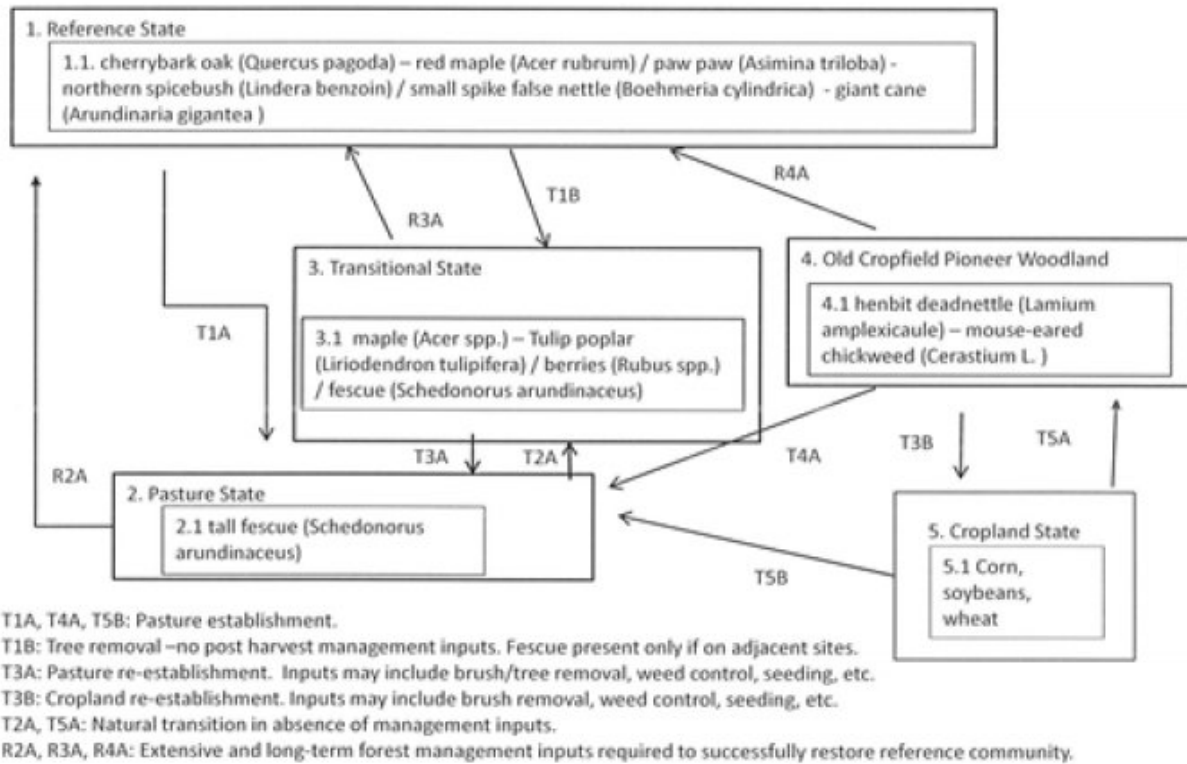 1. Reference State
1.1. cherrybark oak (Quercus pagoda) – red maple (Acer rubrum) / paw paw (Asimina triloba) -
northern spicebush (Lindera benzoin) / small spike false nettle (Boehmeria cylindrica)  - giant cane
(Arundinaria gigantea )
R4A
T1B
R3A
3. Transitional State
4. Old Cropfield Pioneer Woodland
4.1 henbit deadnettle (Lamium
amplexicaule) – mouse-eared
chickweed (Cerastium L. )
T1A
3.1  maple (Acer spp.) – Tulip poplar
(Liriodendron tulipifera) / berries (Rubus spp.)
/ fescue (Schedonorus arundinaceus)
T3A
T2A
T4A
T3B
T5A
R2A
2. Pasture State
2.1 tall fescue (Schedonorus
arundinaceus)
5. Cropland State
5.1 Corn,
soybeans,
wheat
T5B
T1A, T4A, T5B: Pasture establishment.
T1B: Tree removal –no post harvest management inputs. Fescue present only if on adjacent sites.
T3A: Pasture re-establishment.  Inputs may include brush/tree removal, weed control, seeding, etc.
T3B: Cropland re-establishment. Inputs may include brush removal, weed control, seeding, etc.
T2A, T5A: Natural transition in absence of management inputs.
R2A, R3A, R4A: Extensive and long-term forest management inputs required to successfully restore reference community.